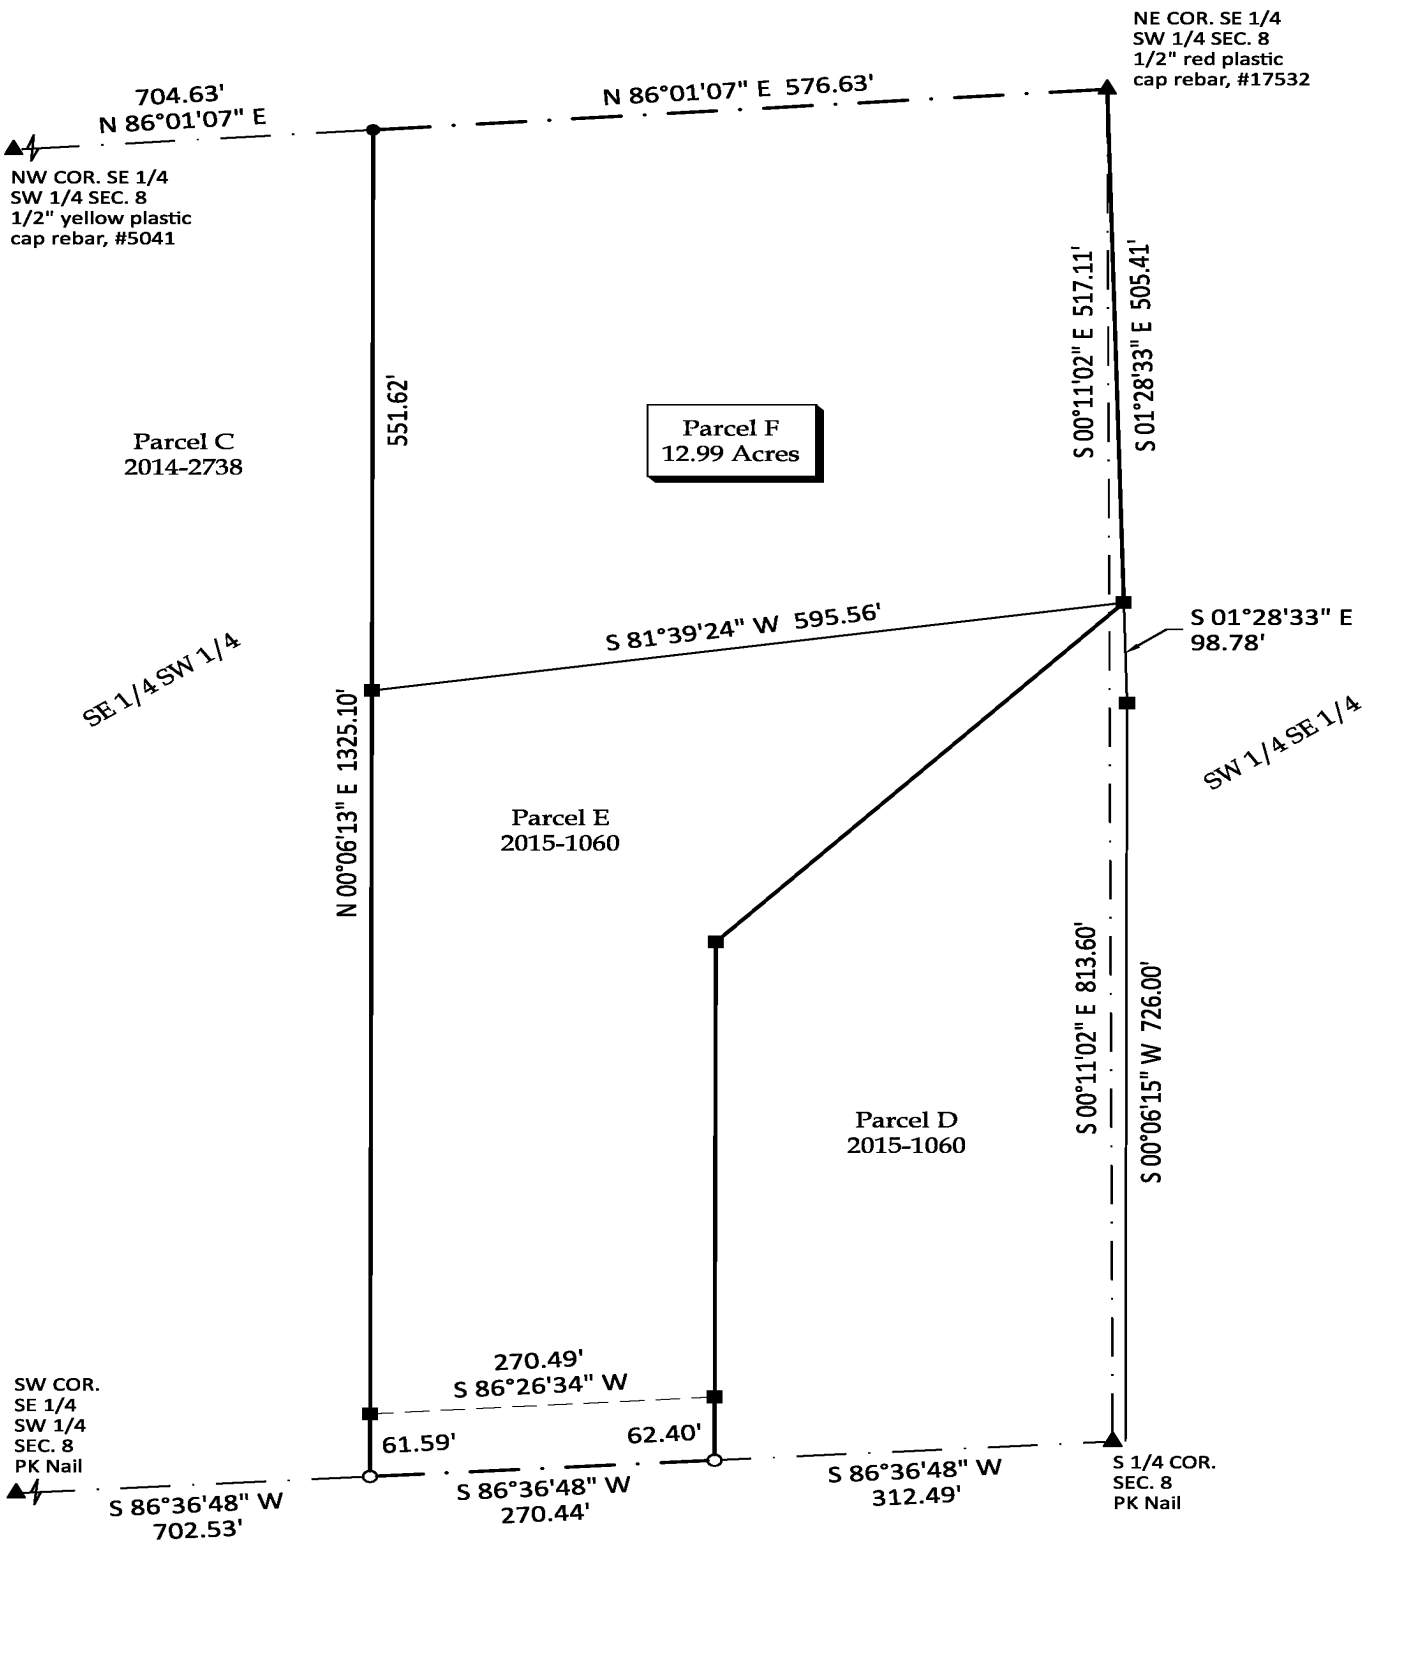 NE COR. SE 1/4
SW 1/4 SEC. 8
1/2" red plastic
cap rebar, #17532
704.63'
N 86°01'07" E
N 86°01'07" E 576.63'
NW COR. SE 1/4
SW 1/4 SEC. 8
1/2" yellow plastic
cap rebar, #5041
S 00°11'02" E 517.11'
S 01°28'33" E 505.41'
551.62'
Parcel C
2014-2738
Parcel F
12.99 Acres
S 81°39'24" W 595.56'
S 01°28'33" E
98.78'
SE 1/4 SW 1/4
SW 1/4 SE 1/4
N 00°06'13" E 1325.10'
Parcel E
2015-1060
S 00°11'02" E 813.60'
S 00°06'15" W 726.00'
Parcel D
2015-1060
270.49'
S 86°26'34" W
61.59'
62.40'
SW COR.
SE 1/4
SW 1/4
SEC. 8
PK Nail
S 86°36'48" W
702.53'
S 86°36'48" W
270.44'
S 86°36'48" W
312.49'
S 1/4 COR.
SEC. 8
PK Nail